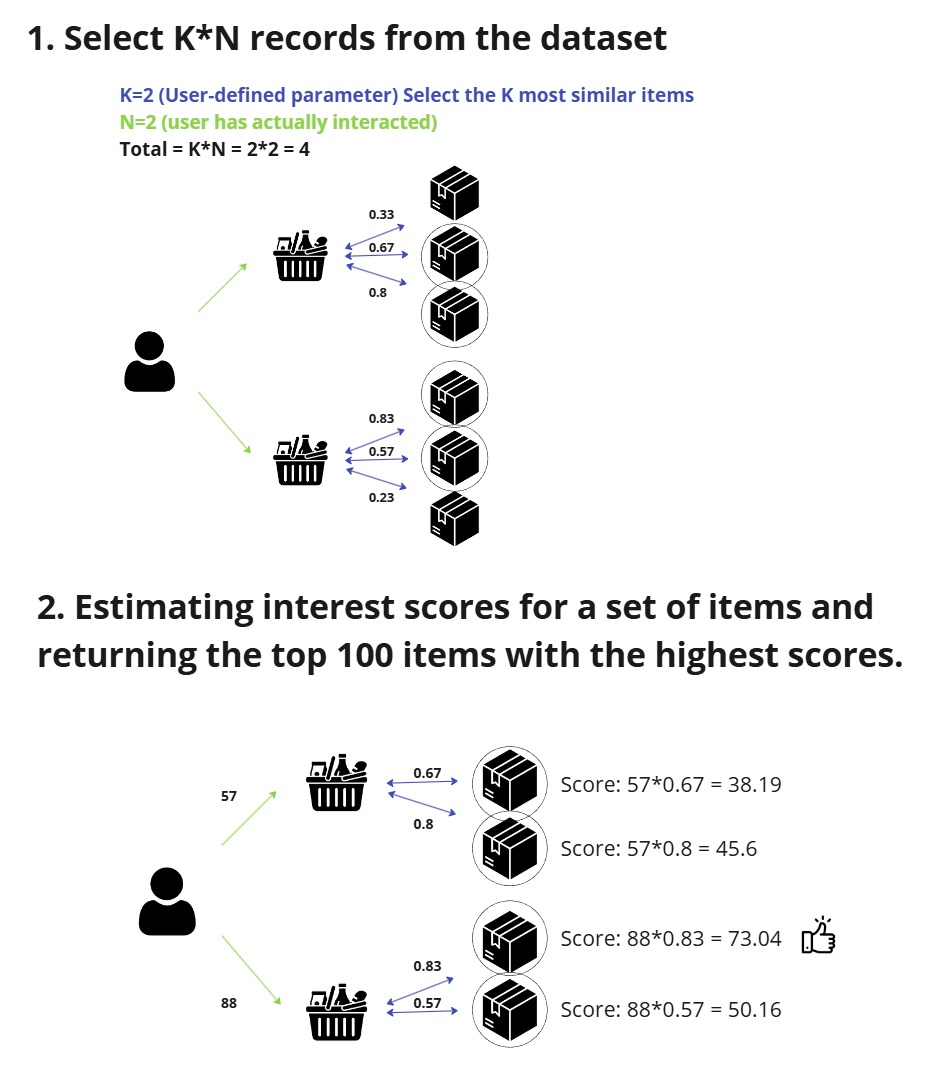 1. Select K*N records from the dataset
K=2 (User-defined parameter) Select the K most similar items
N=2 (user has actually interacted)
Total = K*N = 2*2 = 4
0.33
0.67
0.8
0.83
0.57
0.23
2. Estimating interest scores for a set of items and
returning the top 100 items with the highest scores.
57
0.67
Score: 57*0.67 = 38.19
0.8
Score: 57*0.8 = 45.6
88
0.83
Score: 88*0.83 = 73.04
0.57
Score: 88*0.57 = 50.16